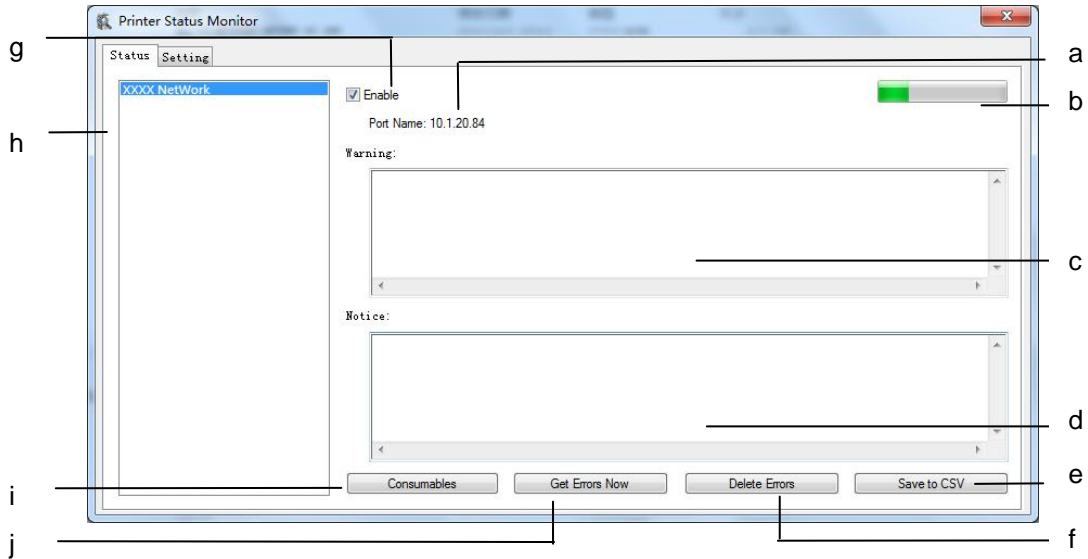 Printer Status Monitor
g
Status Setting
a
XXXX NetWork
Enable
b
Port Name: 10.1.20.84
h
Warning:
c
Notice:
d
i
Consumables
Get Errors Now
Delete Errors
Save to CSV
e
j
f